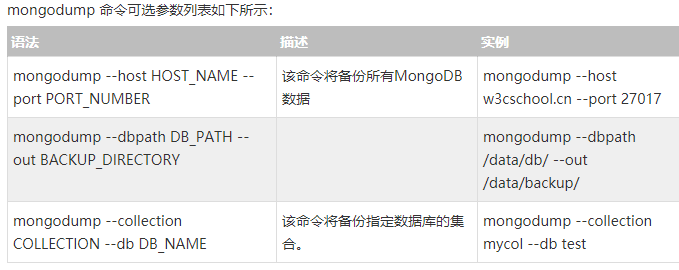 mongodump 命令可选参数列表如下所示：
语法 描述 实例
mongodump --host HOST_NAME --port PORT_NUMBER 该命令将备份所有MongoDB数据 mongodump --host w3cschool.cn --port 27017
mongodump --dbpath DB_PATH --out BACKUP_DIRECTORY mongodump --dbpath /data/db/ --out /data/backup/
mongodump --collection COLLECTION --db DB_NAME 该命令将备份指定数据库的集合。 mongodump --collection mycol --db test